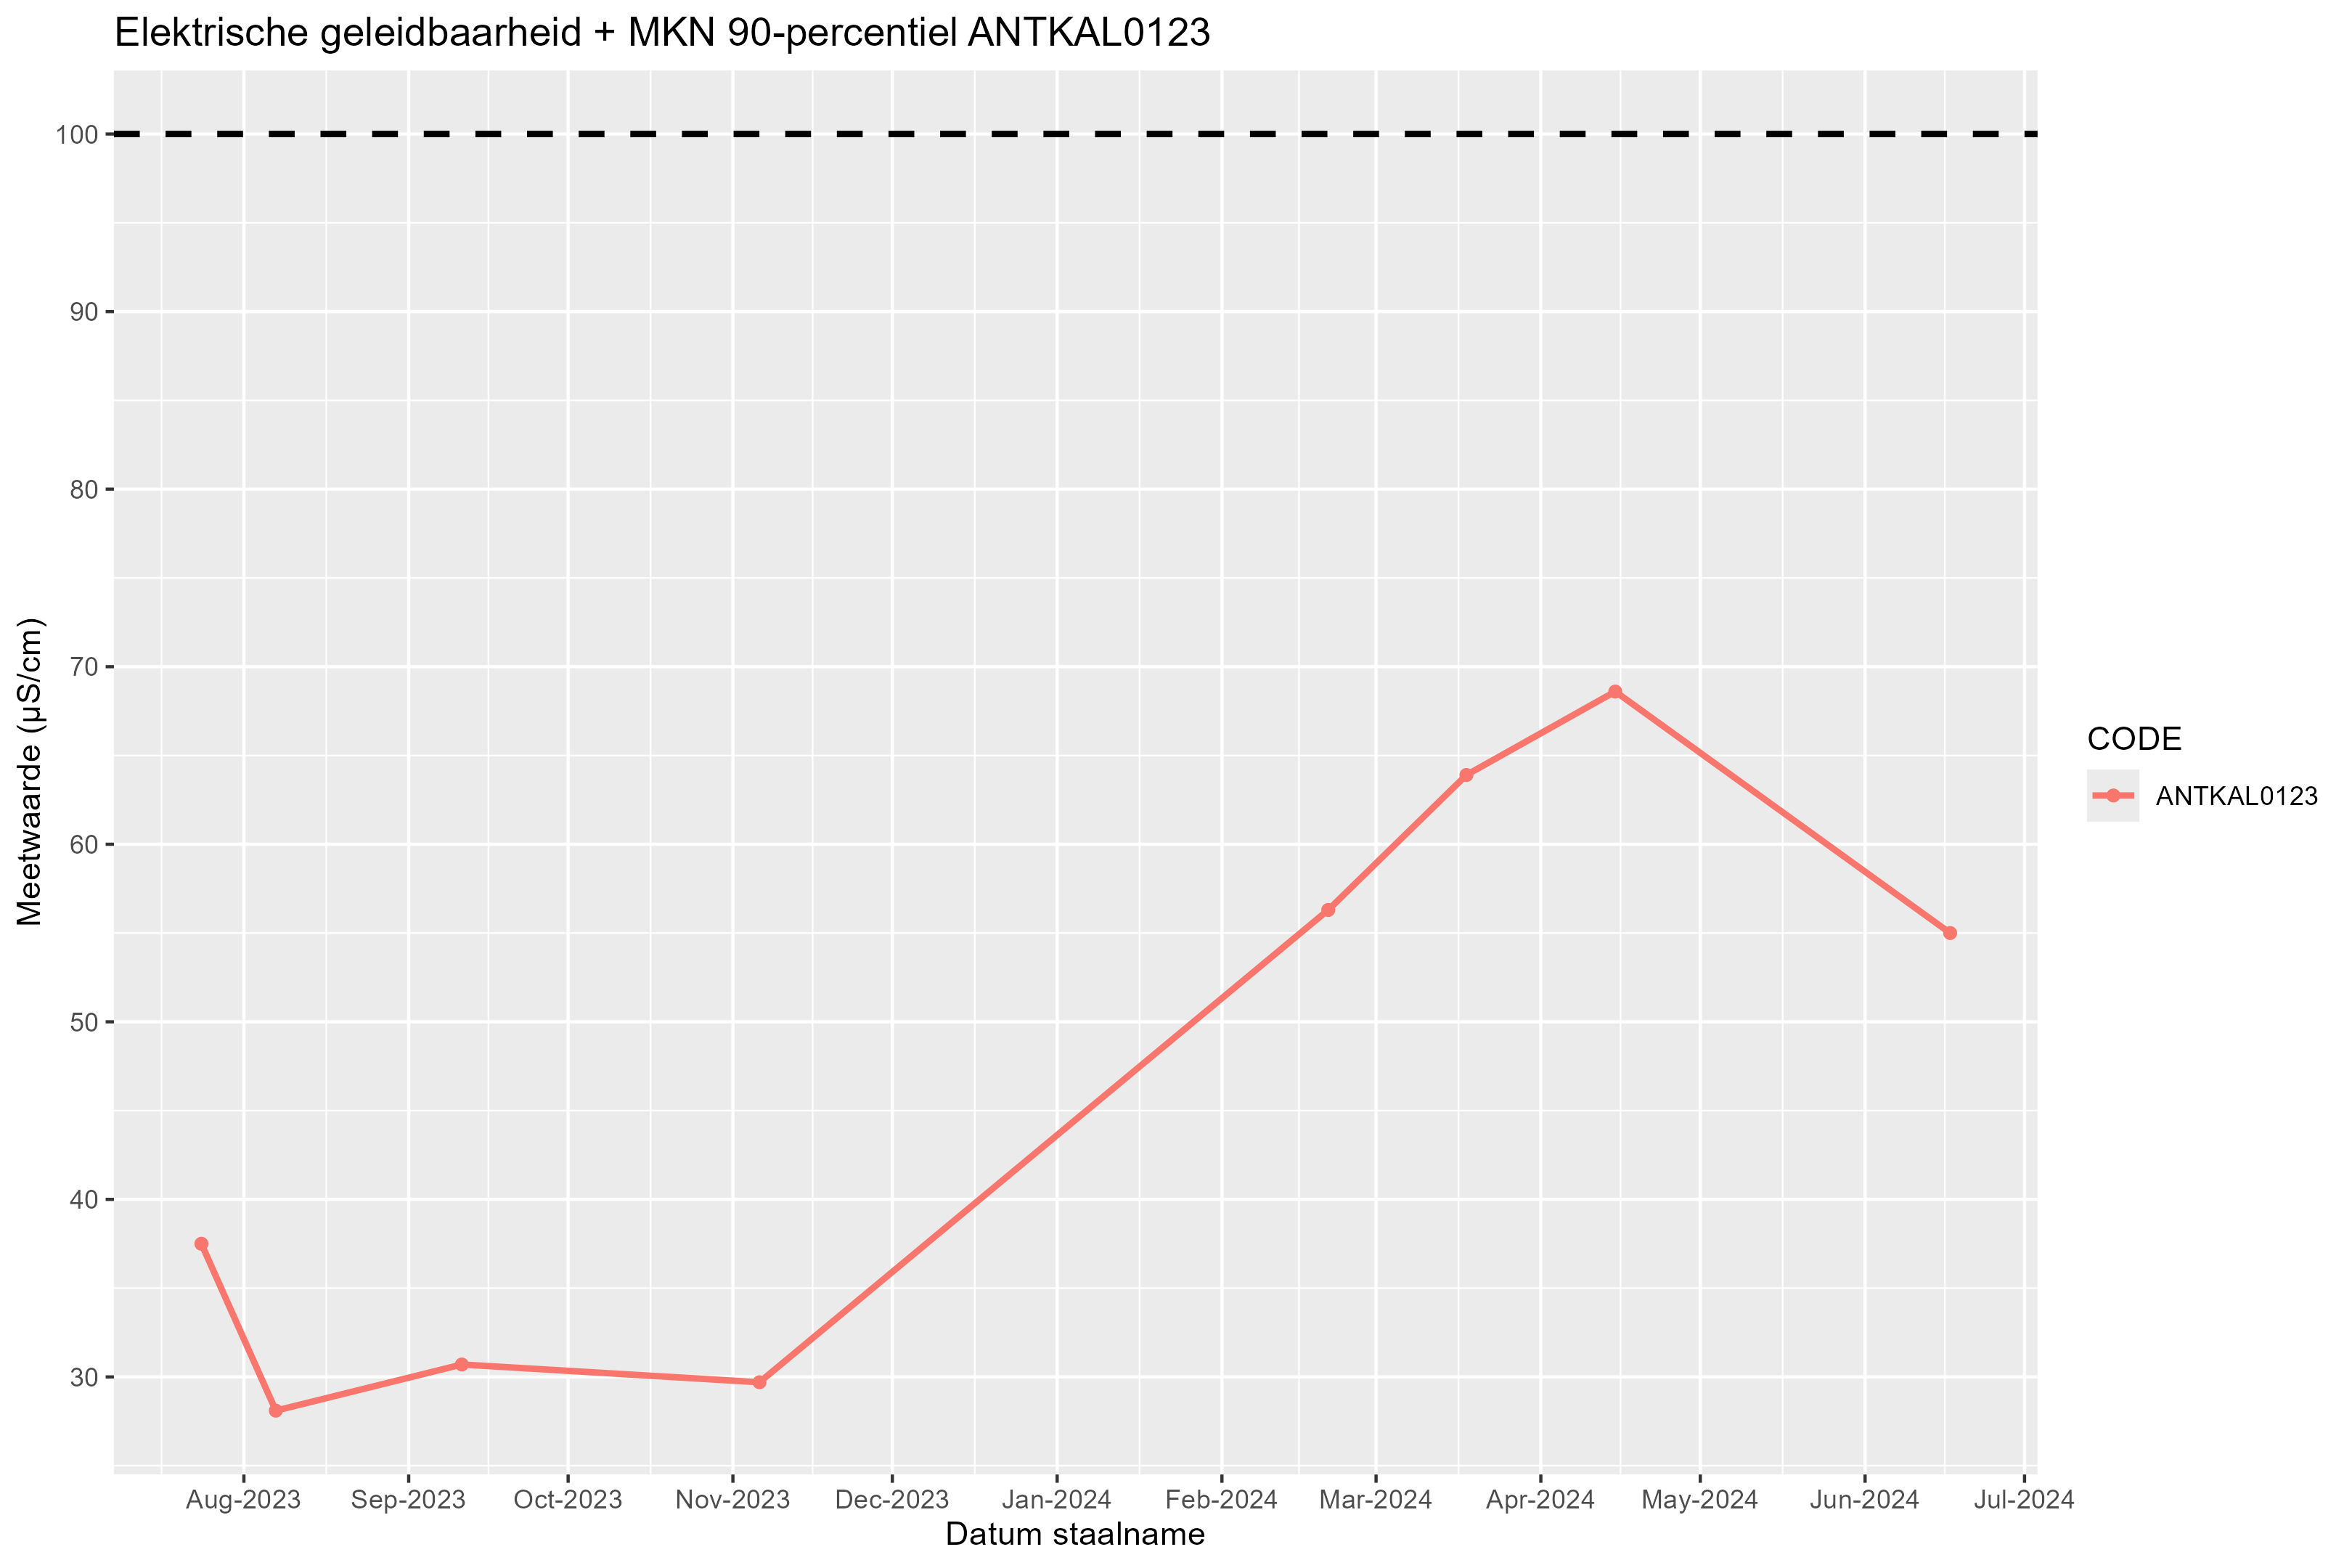 Elektrische geleidbaarheid + MKN 90-percentiel ANTKAL0123
Meetwaarde (µS/cm)
100
90
80
70
60
50
40
30
Aug-2023 Sep-2023 Oct-2023 Nov-2023 Dec-2023 Jan-2024 Feb-2024 Mar-2024 Apr-2024 May-2024 Jun-2024 Jul-2024
Datum staalname
CODE
ANTKAL0123